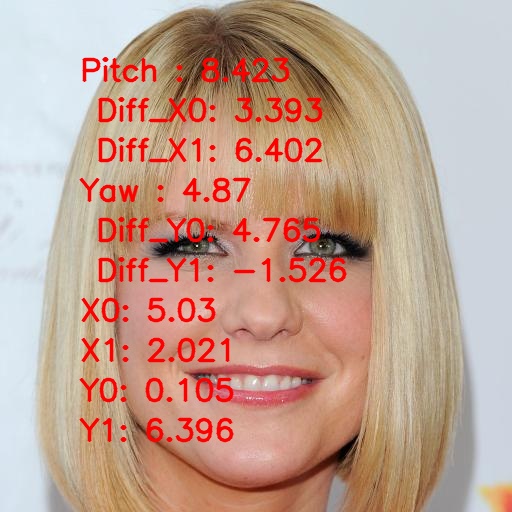 Pitch : 8.423
Diff_X0: 3.393
Diff_X1: 6.402
Yaw : 4.87
Diff_Y0: 4.765
Diff_Y1: -1.526
X0: 5.03
X1: 2.021
Y0: 0.105
Y1: 6.396